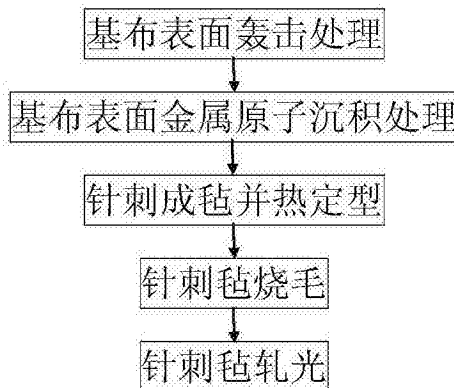 基布表面轰击处理
基布表面金属原子沉积处理
针刺成毡并热定型
针刺毡烧毛
针刺毡轧光